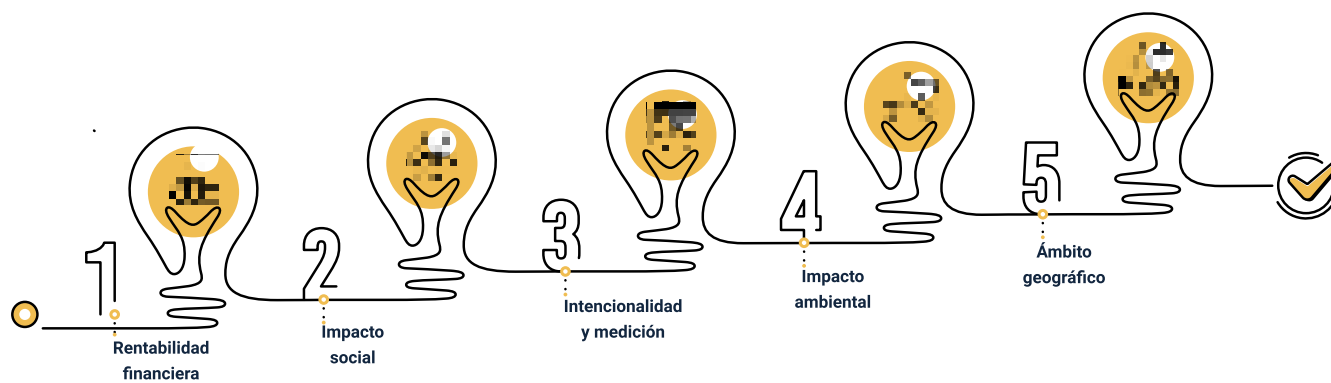 1
Rentabilidad
financiera
2
Impacto
social
3
Intencionalidad
y medición
4
Impacto
ambiental
5
Ámbito
geográfico